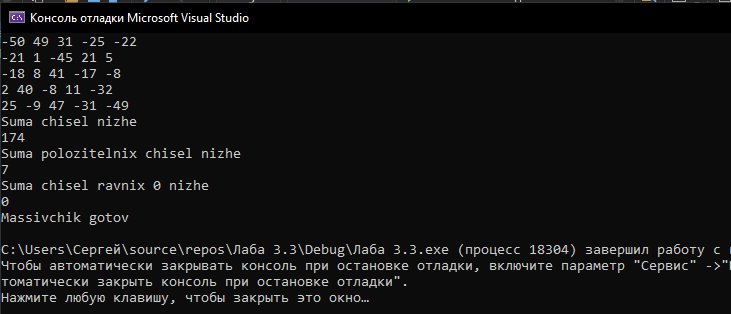 Консоль отладки Microsoft Visual Studio
-50 49 31 -25 -22
-21 1 -45 21 5
-18 8 41 -17 -8
2 40 -8 11 -32
25 -9 47 -31 -49
Suma chisel nizhe
174
Suma polozitelnix chisel nizhe
7
Suma chisel ravnix 0 nizhe
0
Massivchik gotov
C:\Users\Сергей\source\repos\Лаба 3.3\Debug\Лаба 3.3.exe (процесс 18304) завершил работу с
Чтобы автоматически закрывать консоль при остановке отладки, включите параметр "Сервис" ->"
томатически закрыть консоль при остановке отладки".
Нажмите любую клавишу, чтобы закрыть это окно…